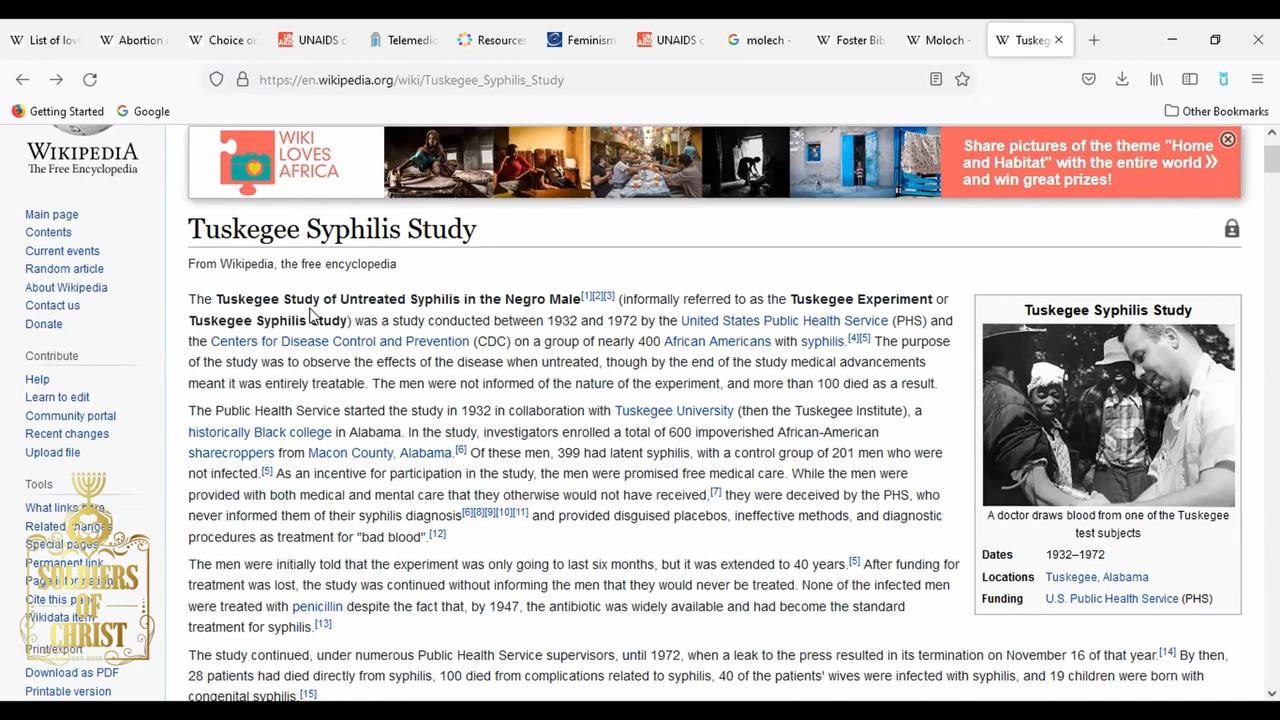 List of lov
Abortion
Choice or
UNAIDS c
Telemedic
Resources
Feminism
UNAIDS c
molech -
Foster Bib
Moloch -
Tuskeg
https://en.wikipedia.org/wiki/Tuskegee_Syphilis_Study
Getting Started
Google
Other Bookmarks
WIKIPEDIA
The Free Encyclopedia
Main page
Contents
Current events
Random article
About Wikipedia
Contact us
Donate
Contribute
Help
Learn to edit
Community portal
Recent changes
Upload file
Tools
What links here
Related changes
Special pages
Permanent link
Page information
Cite this page
Wikidata item
Print/export
Download as PDF
Printable version
SOLDIERS
OF
CHRIST
WIKI
LOVES
AFRICA
Share pictures of the theme "Home
and Habitat" with the entire world
and win great prizes!
Tuskegee Syphilis Study
From Wikipedia, the free encyclopedia
The Tuskegee Study of Untreated Syphilis in the Negro Male[1][2][3] (informally referred to as the Tuskegee Experiment or
Tuskegee Syphilis Study) was a study conducted between 1932 and 1972 by the United States Public Health Service (PHS) and
the Centers for Disease Control and Prevention (CDC) on a group of nearly 400 African Americans with syphilis.[4][5] The purpose
of the study was to observe the effects of the disease when untreated, though by the end of the study medical advancements
meant it was entirely treatable. The men were not informed of the nature of the experiment, and more than 100 died as a result.
The Public Health Service started the study in 1932 in collaboration with Tuskegee University (then the Tuskegee Institute), a
historically Black college in Alabama. In the study, investigators enrolled a total of 600 impoverished African-American
sharecroppers from Macon County, Alabama.[6] Of these men, 399 had latent syphilis, with a control group of 201 men who were
not infected.[5] As an incentive for participation in the study, the men were promised free medical care. While the men were
provided with both medical and mental care that they otherwise would not have received,[7] they were deceived by the PHS, who
never informed them of their syphilis diagnosis[6][8][9][10][11] and provided disguised placebos, ineffective methods, and diagnostic
procedures as treatment for "bad blood".[12]
The men were initially told that the experiment was only going to last six months, but it was extended to 40 years.[5] After funding for
treatment was lost, the study was continued without informing the men that they would never be treated. None of the infected men
were treated with penicillin despite the fact that, by 1947, the antibiotic was widely available and had become the standard
treatment for syphilis.[13]
The study continued, under numerous Public Health Service supervisors, until 1972, when a leak to the press resulted in its termination on November 16 of that year.[14] By then,
28 patients had died directly from syphilis, 100 died from complications related to syphilis, 40 of the patients' wives were infected with syphilis, and 19 children were born with
congenital syphilis.[15]
Tuskegee Syphilis Study
A doctor draws blood from one of the Tuskegee
test subjects
Dates 1932–1972
Locations Tuskegee, Alabama
Funding U.S. Public Health Service (PHS)